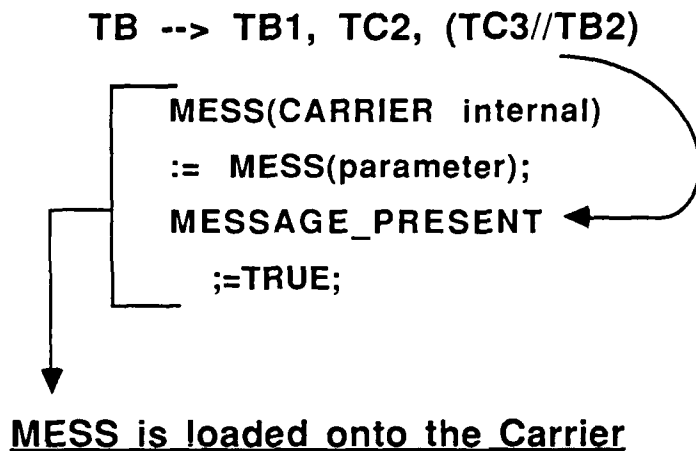 TB --> TB1, TC2, (TC3//TB2)
MESS(CARRIER internal)
:= MESS(parameter);
MESSAGE_PRESENT
;=TRUE;
MESS is loaded onto the Carrier